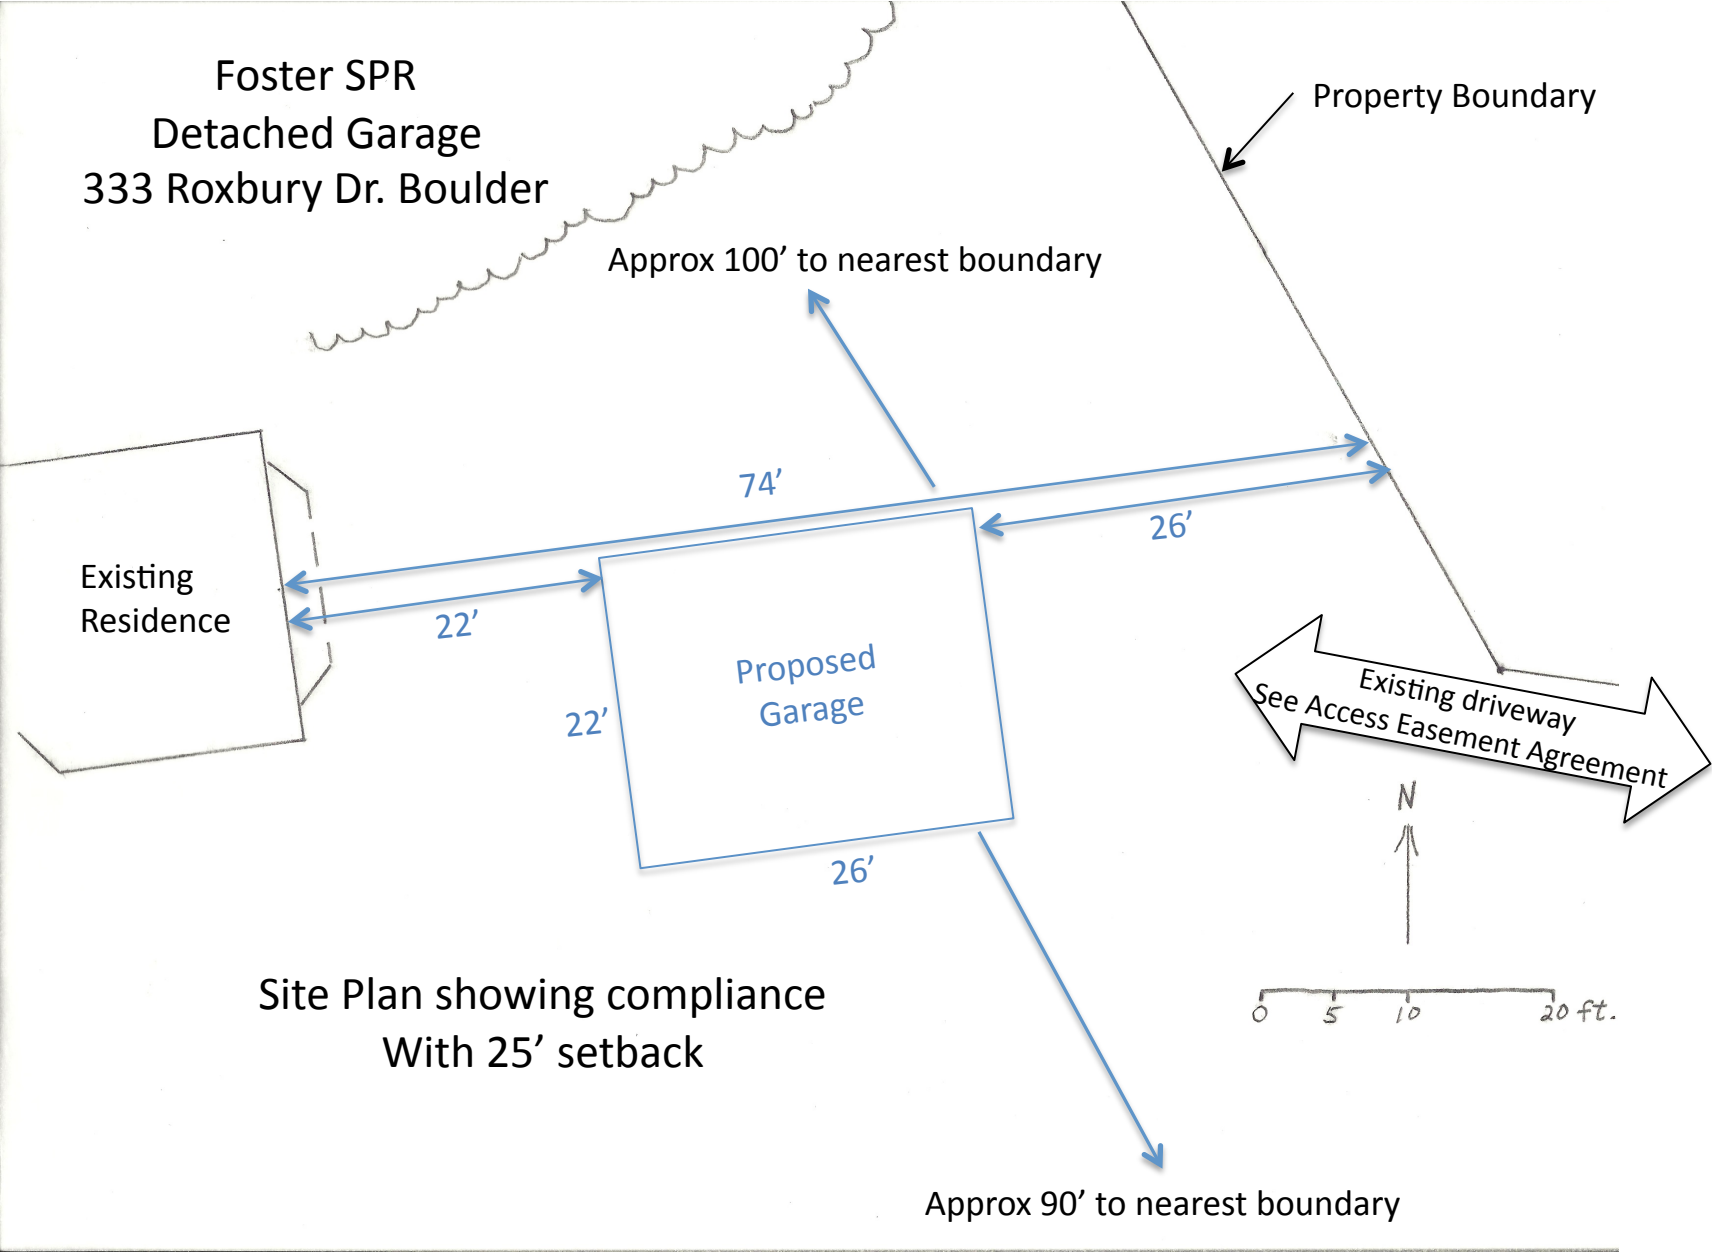 Foster SPR
Detached Garage
333 Roxbury Dr. Boulder
Property Boundary
Approx 100’ to nearest boundary
74’
26’
22’
Existing
Residence
Proposed
Garage
22’
26’
Existing driveway
See Access Easement Agreement
N
0 5 10 20 ft.
Site Plan showing compliance
With 25’ setback
Approx 90’ to nearest boundary